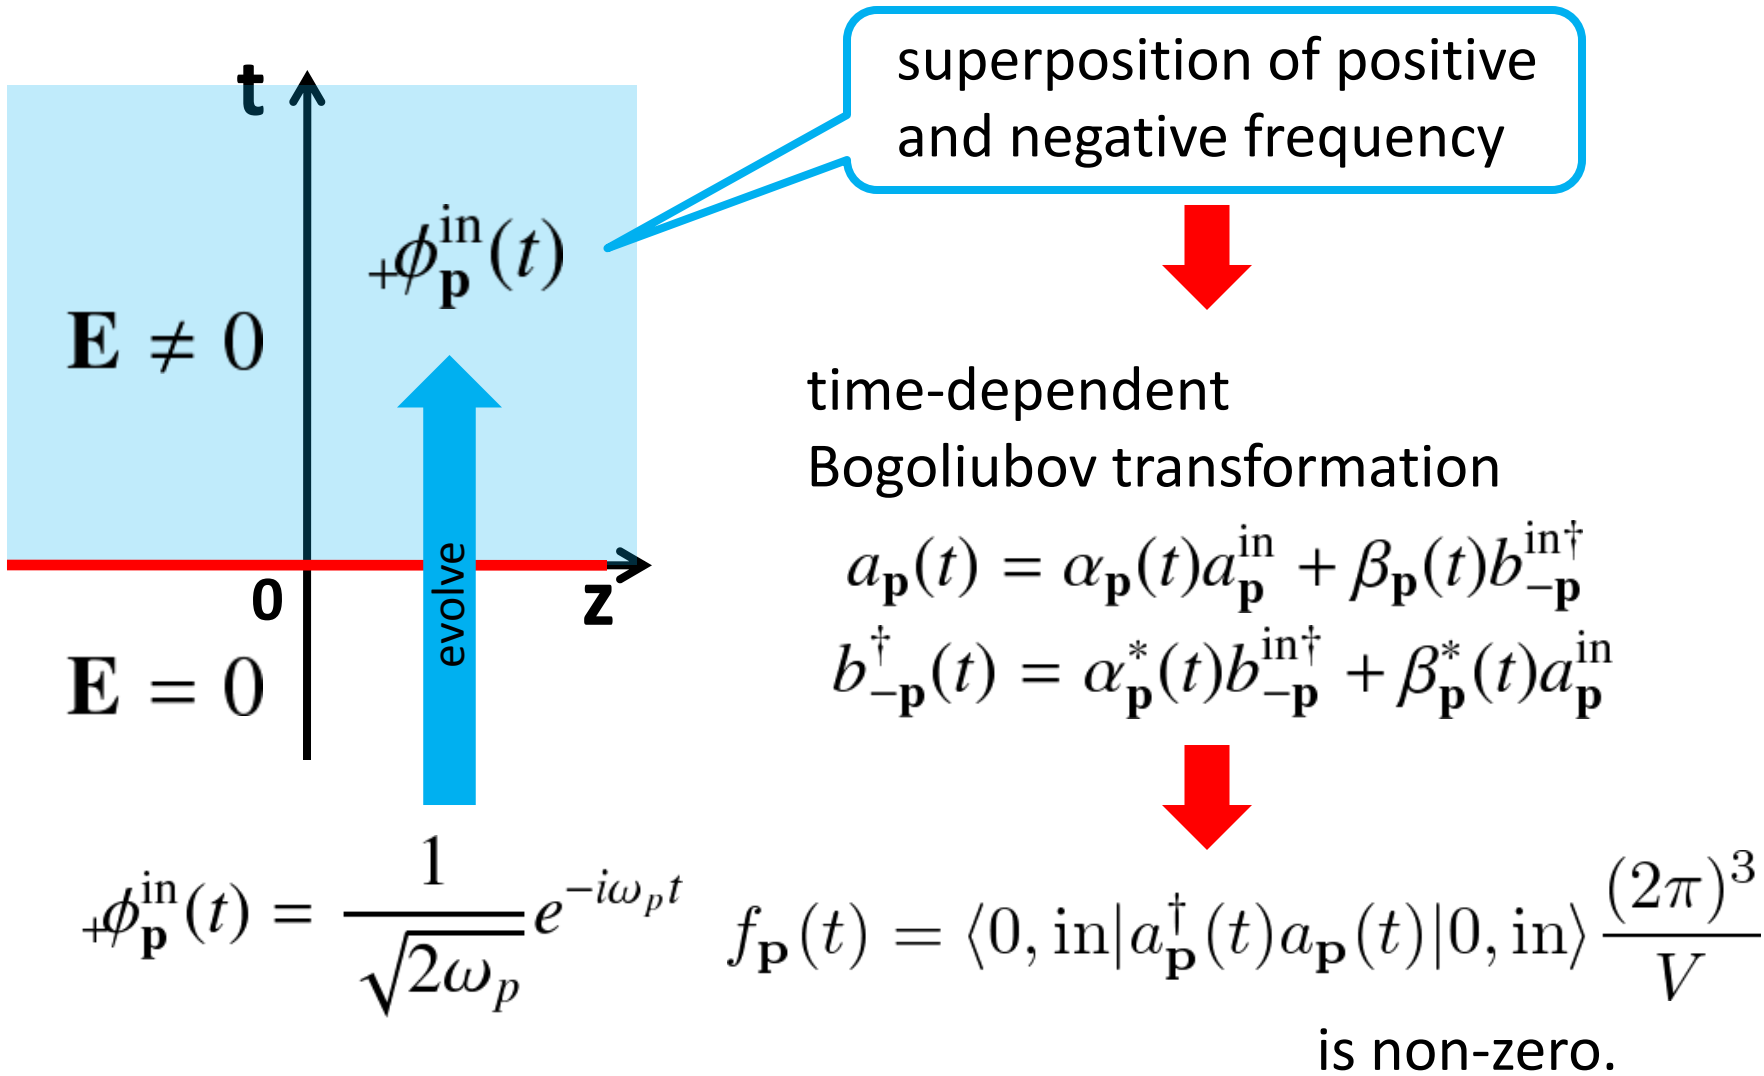 superposition of positive
and negative frequency
t
₊ϕ_𝐩^in(t)
𝐄 ≠ 0
evolve
0
z
𝐄 = 0
₊ϕ_𝐩^in(t) = 1/√(2ω_p) e^{−iω_p t}
time-dependent
Bogoliubov transformation
a_𝐩(t) = α_𝐩(t)a_𝐩^in + β_𝐩(t)b_{−𝐩}^{in†}
b_{−𝐩}^†(t) = α_𝐩^*(t)b_{−𝐩}^{in†} + β_𝐩^*(t)a_𝐩^in
f_𝐩(t) = ⟨0, in|a_𝐩^†(t)a_𝐩(t)|0, in⟩ (2π)^3/V
is non-zero.